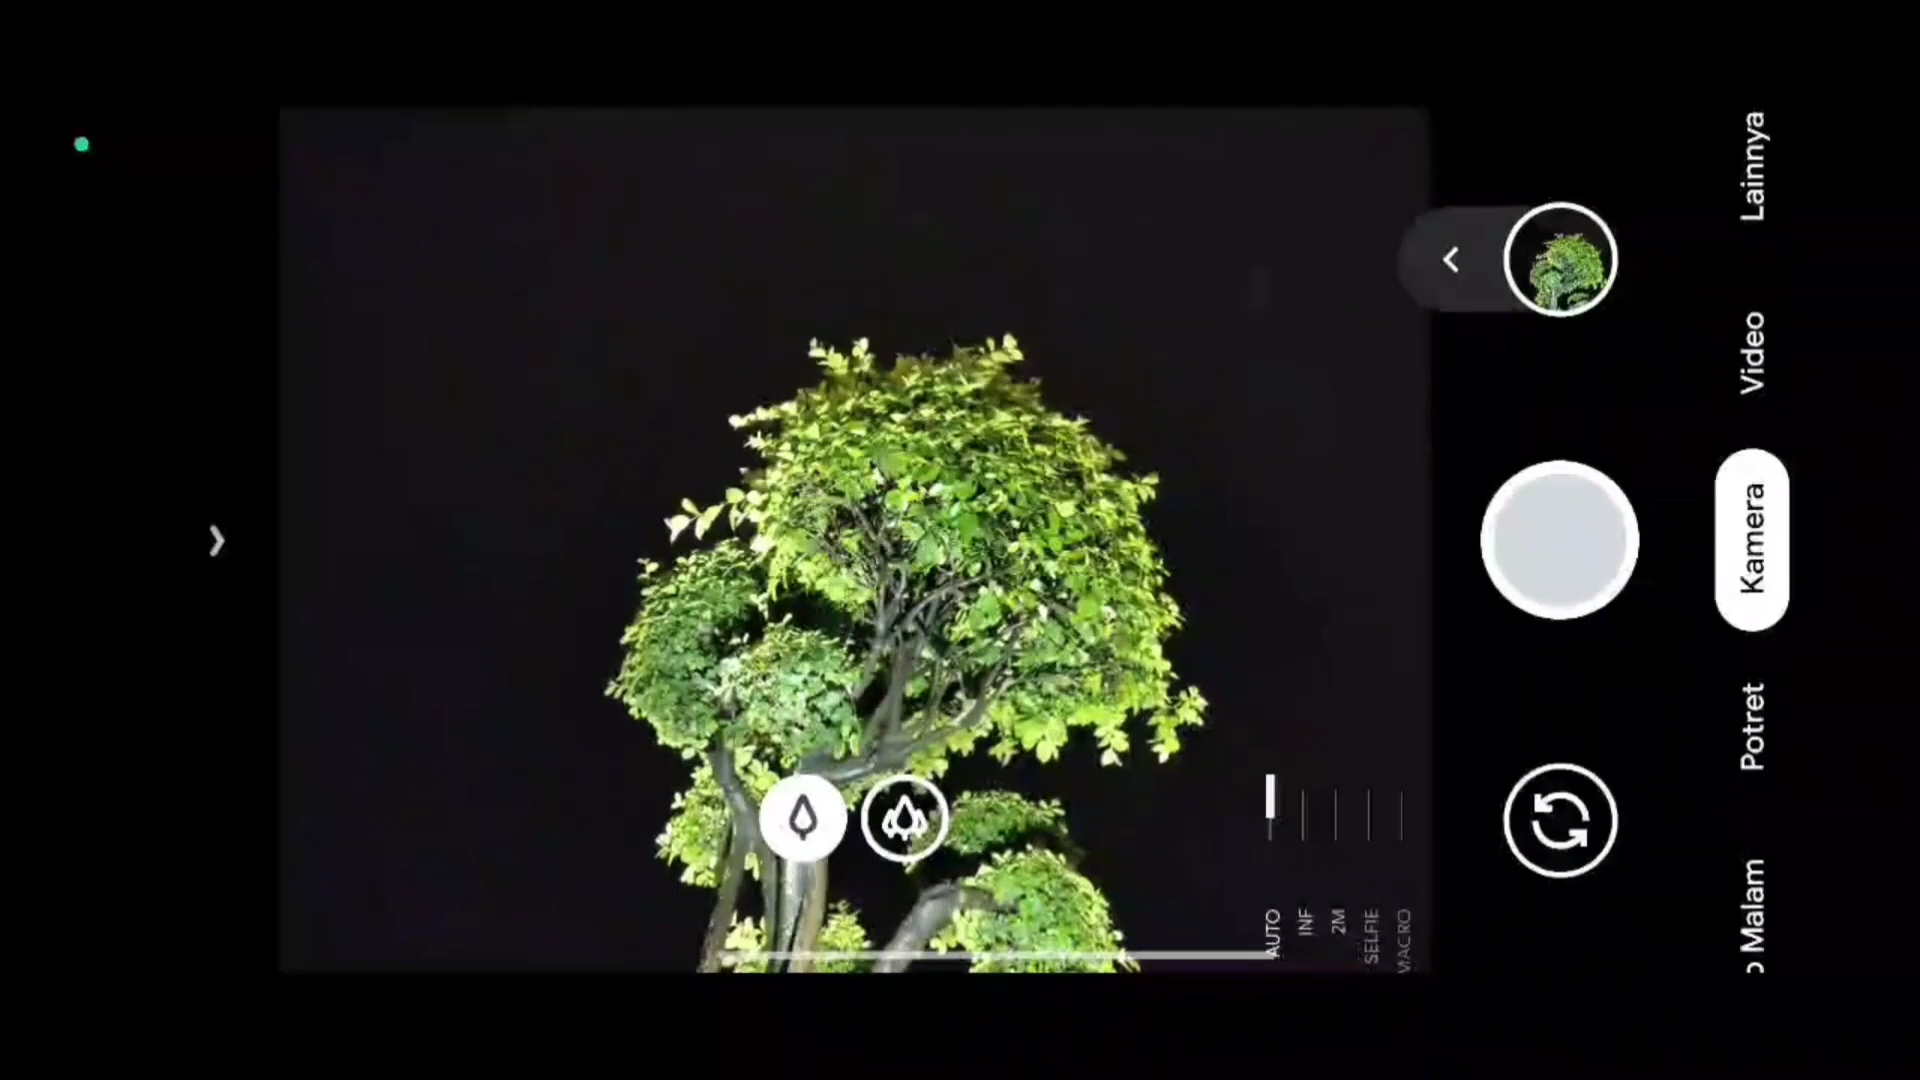 Lainnya
Video
Kamera
Potret
o Malam
AUTO
INF
2M
SELFIE
MACRO